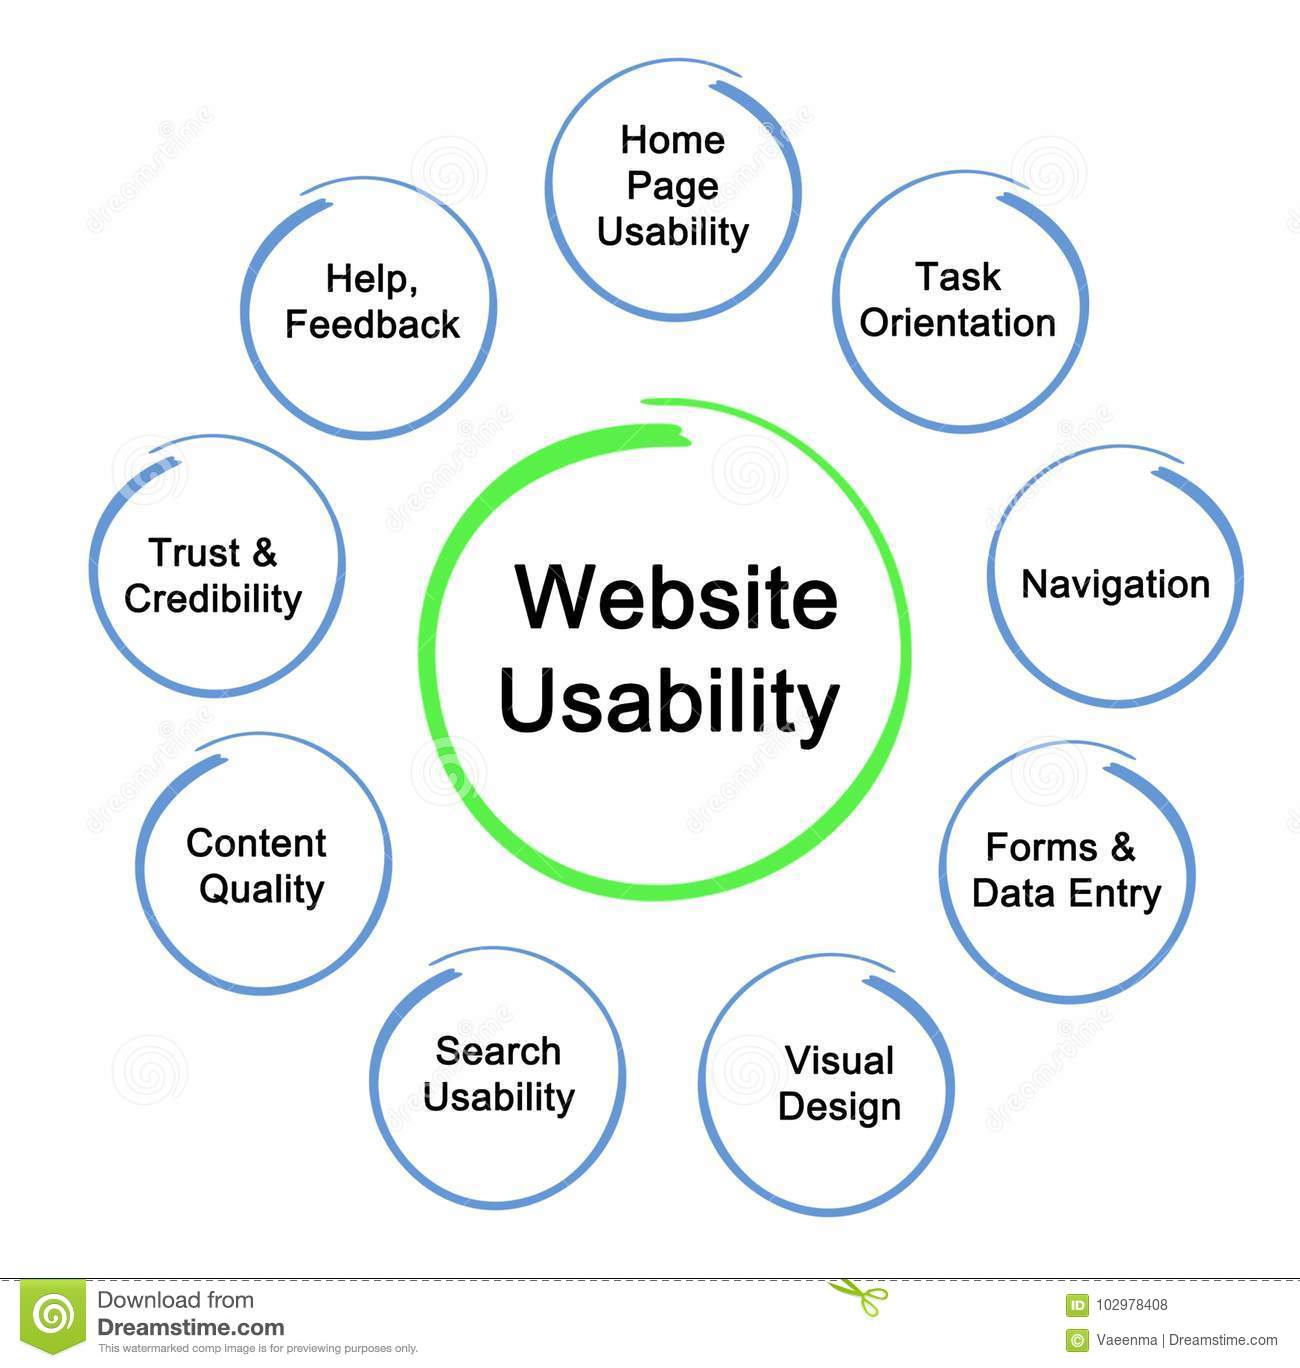 Home
Page
Usability
Task
Orientation
Navigation
Forms &
Data Entry
Visual
Design
Search
Usability
Content
Quality
Trust &
Credibility
Help,
Feedback
Website
Usability
dreamstime
Download from
Dreamstime.com
This watermarked comp image is for previewing purposes only.
ID 102978408
© Vaeenma | Dreamstime.com